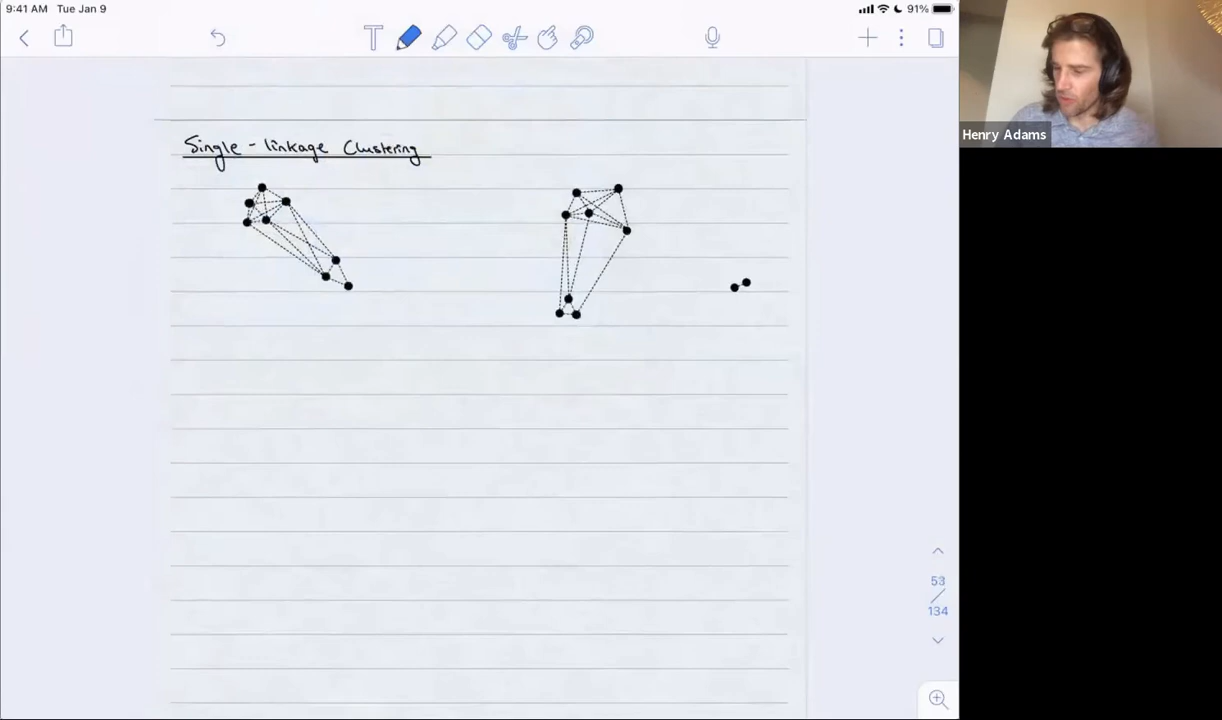 9:41 AM Tue Jan 9
91%
T
Henry Adams
Single-linkage Clustering
53
134